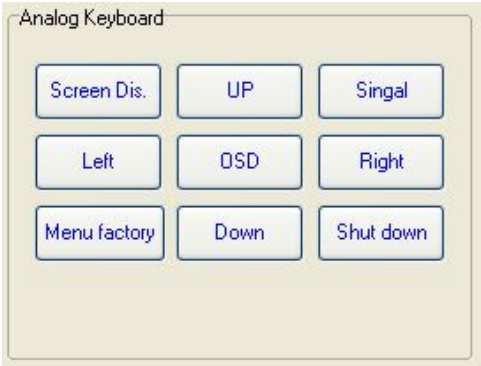 Analog Keyboard
Screen Dis. UP Singal
Left OSD Right
Menu factory Down Shut down